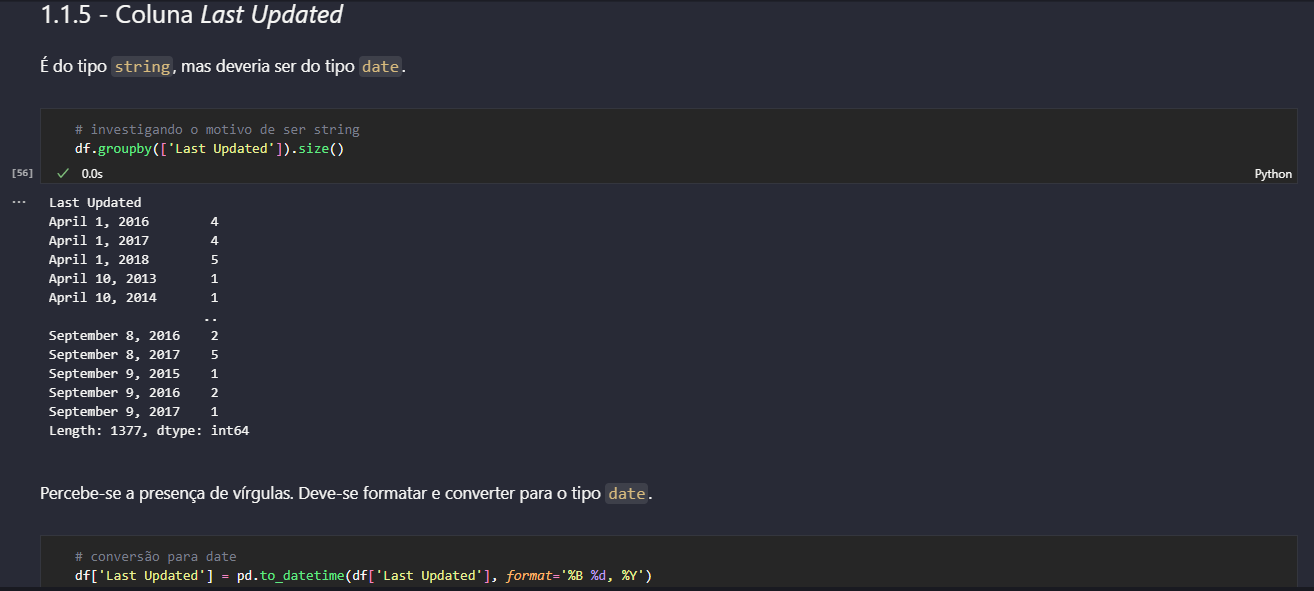 1.1.5 - Coluna Last Updated
É do tipo string, mas deveria ser do tipo date.
# investigando o motivo de ser string
df.groupby(['Last Updated']).size()
[56] ✓ 0.0s Python
... Last Updated
April 1, 2016 4
April 1, 2017 4
April 1, 2018 5
April 10, 2013 1
April 10, 2014 1
..
September 8, 2016 2
September 8, 2017 5
September 9, 2015 1
September 9, 2016 2
September 9, 2017 1
Length: 1377, dtype: int64
Percebe-se a presença de vírgulas. Deve-se formatar e converter para o tipo date.
# conversão para date
df['Last Updated'] = pd.to_datetime(df['Last Updated'], format='%B %d, %Y')